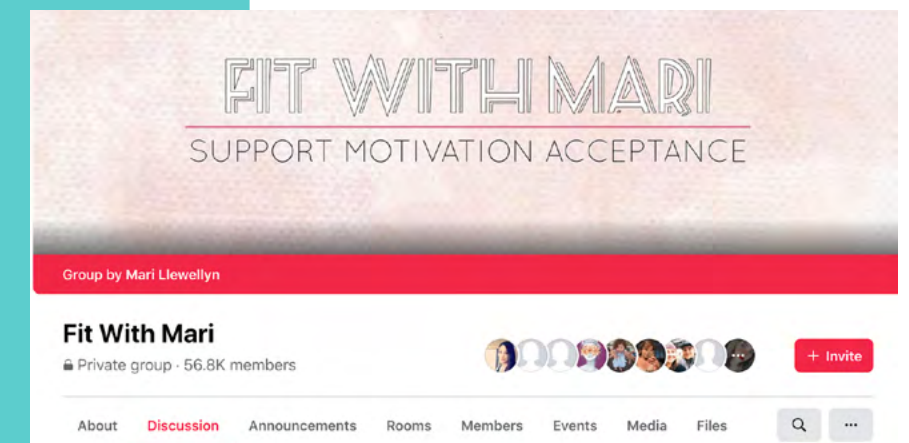 FIT WITH MARI
SUPPORT MOTIVATION ACCEPTANCE
Group by Mari Llewellyn
Fit With Mari
Private group · 56.8K members
+ Invite
About Discussion Announcements Rooms Members Events Media Files